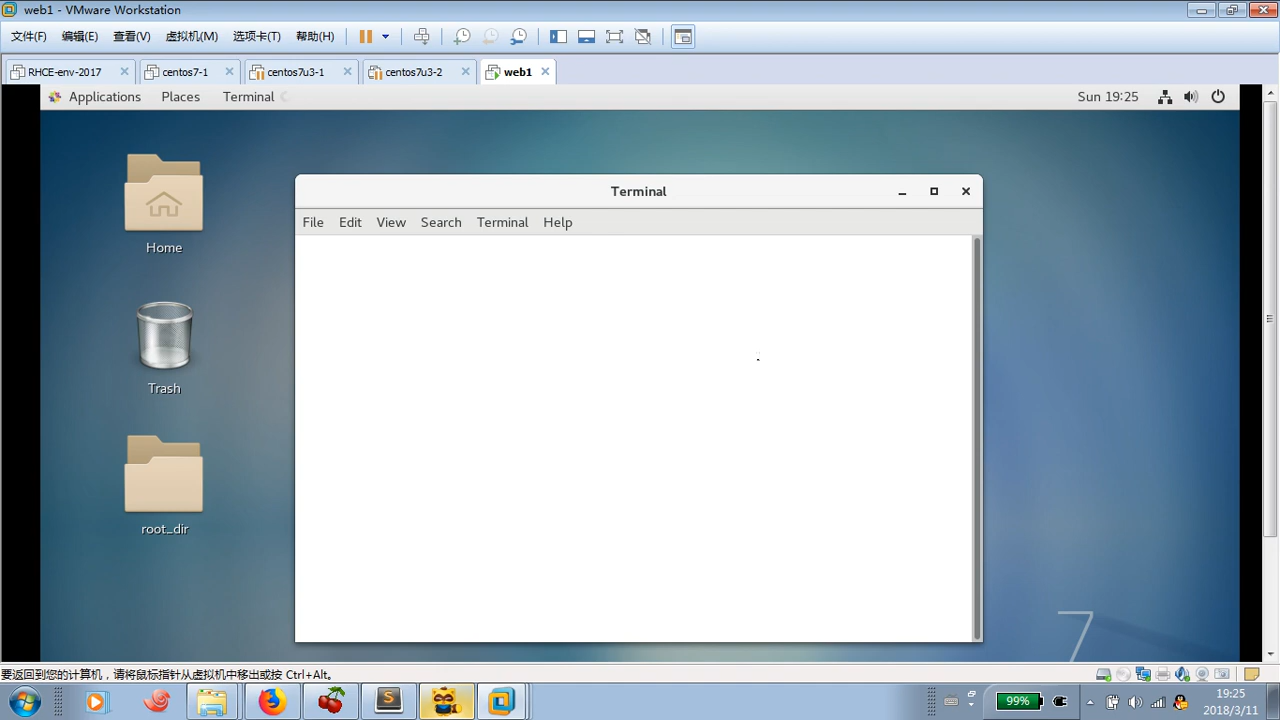 web1 - VMware Workstation
文件(F) 编辑(E) 查看(V) 虚拟机(M) 选项卡(T) 帮助(H)
RHCE-env-2017 centos7-1 centos7u3-1 centos7u3-2 web1
Applications Places Terminal Sun 19:25
Terminal
File Edit View Search Terminal Help
Home
Trash
root_dir
7
要返回到您的计算机，请将鼠标指针从虚拟机中移出或按 Ctrl+Alt。
99% 19:25
2018/3/11